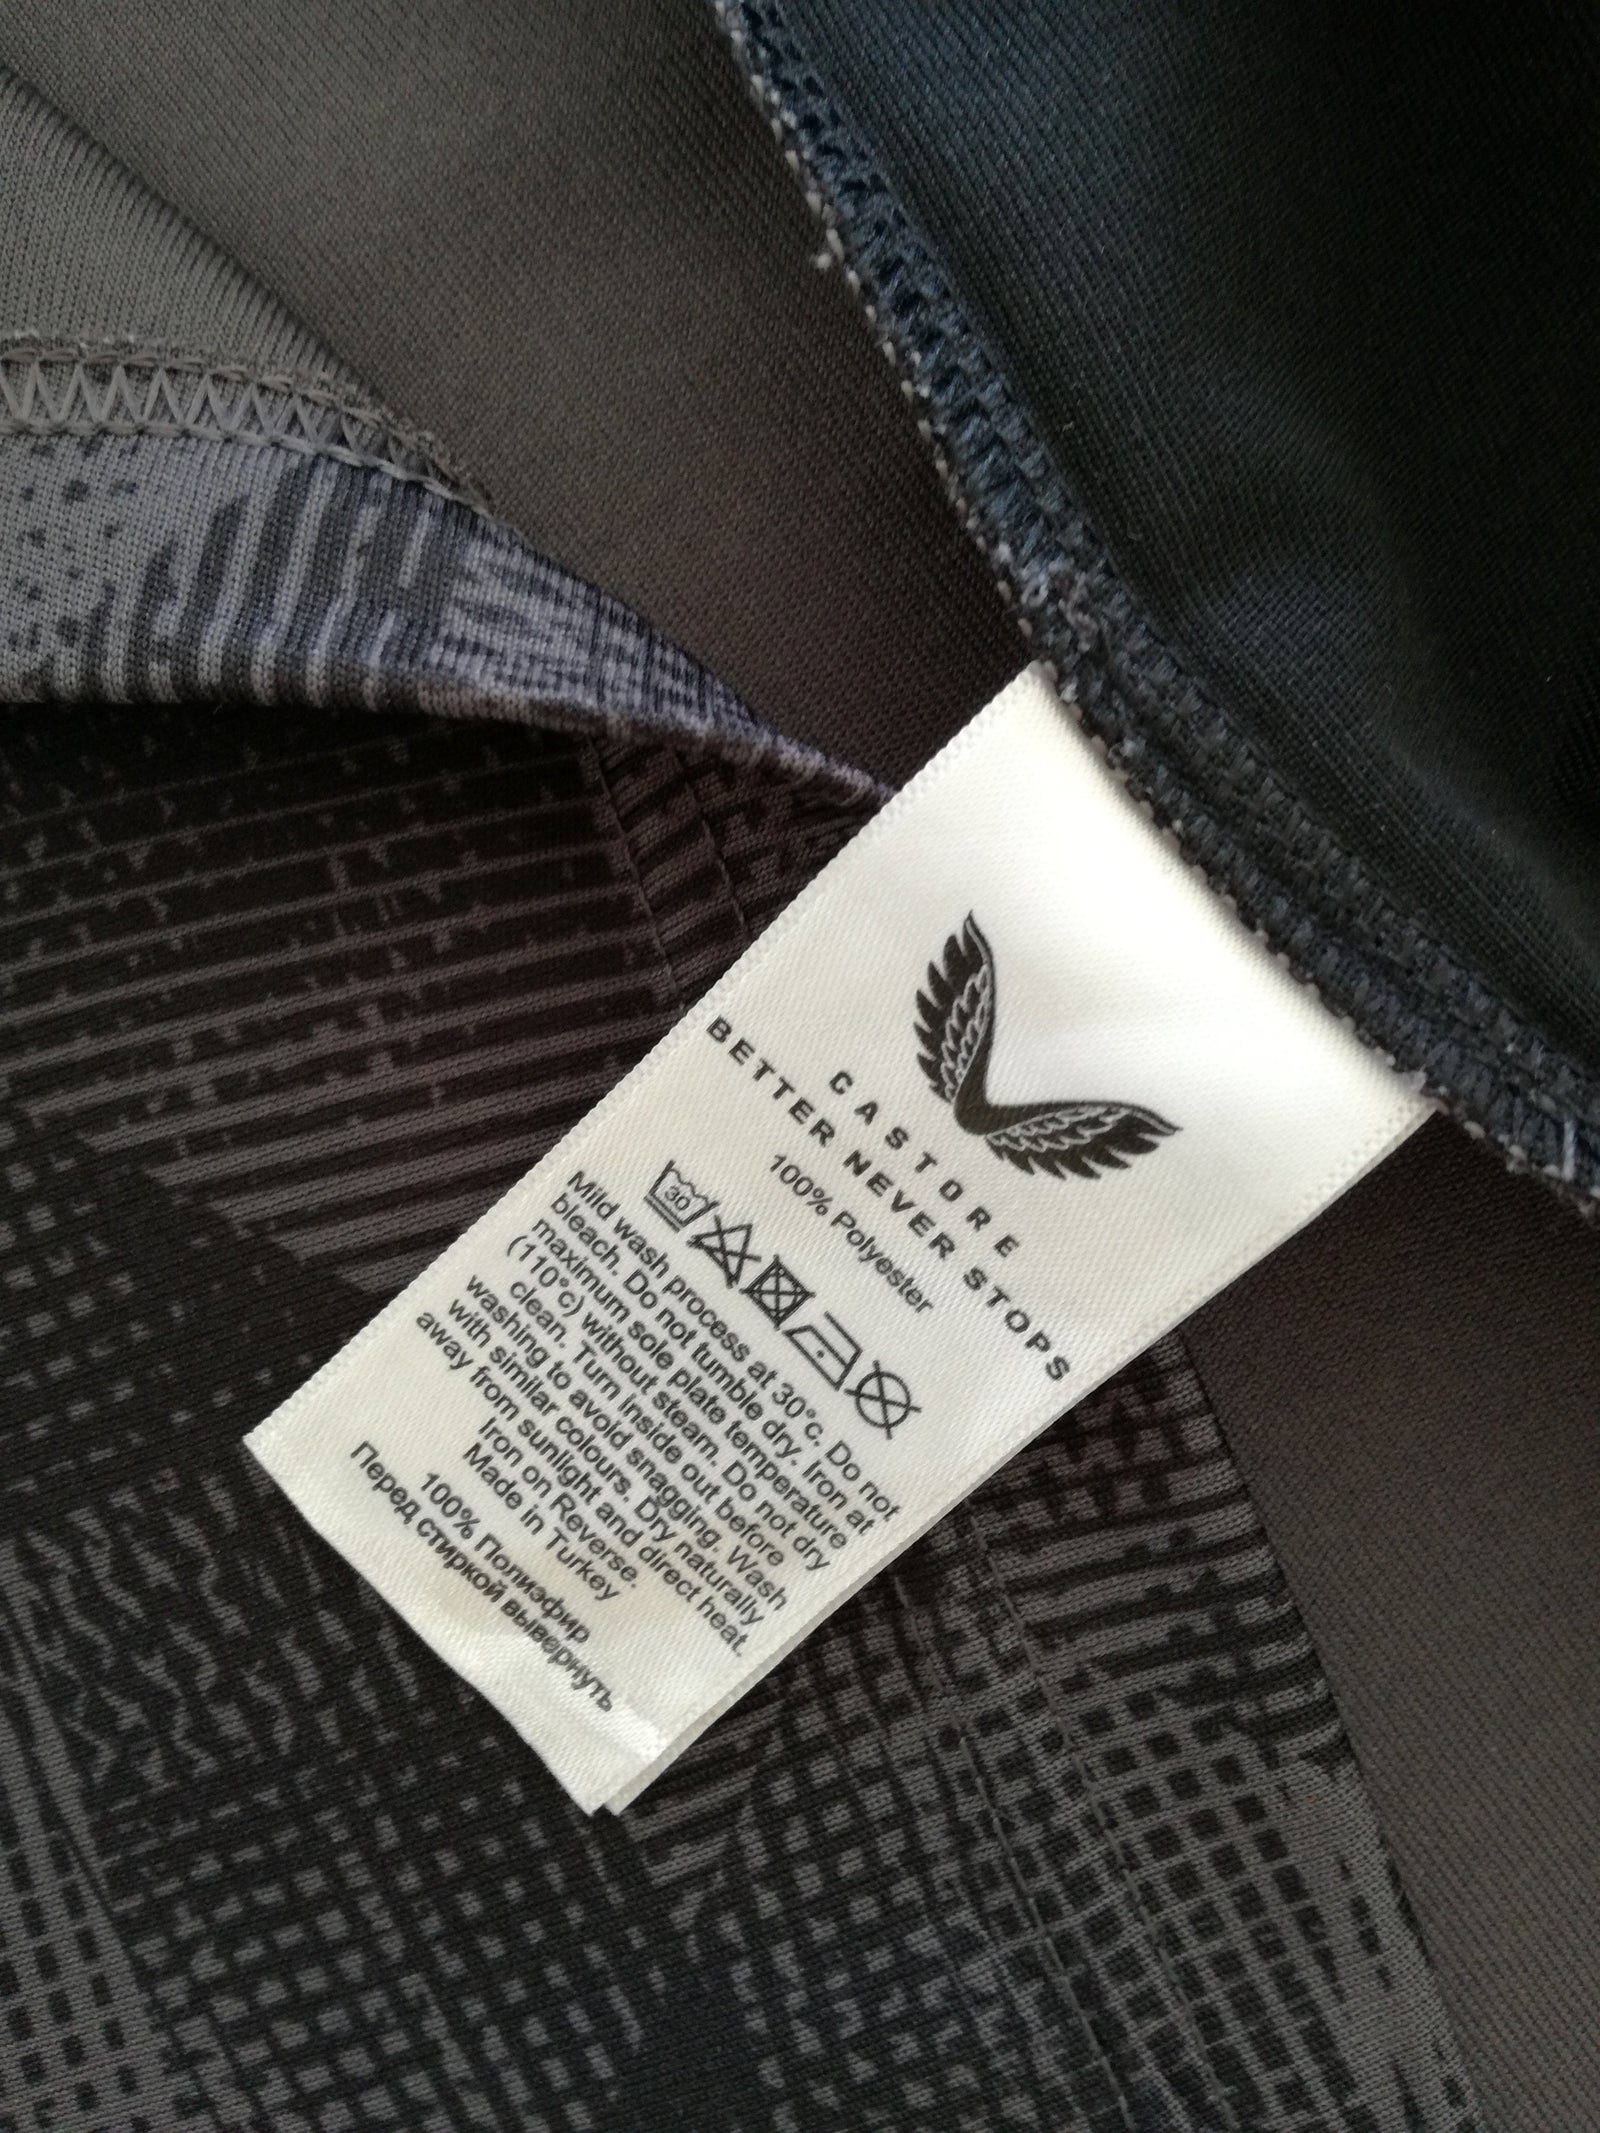 CASTORE
BETTER NEVER STOPS
100% Polyester
30
Mild wash process at 30°c. Do not
bleach. Do not tumble dry. Iron at
maximum sole plate temperature
(110°c) without steam. Do not dry
clean. Turn inside out before
washing to avoid snagging. Wash
with similar colours. Dry naturally
away from sunlight and direct heat.
Iron on Reverse.
Made in Turkey
100% Полиэфир
Перед стиркой вывернуть